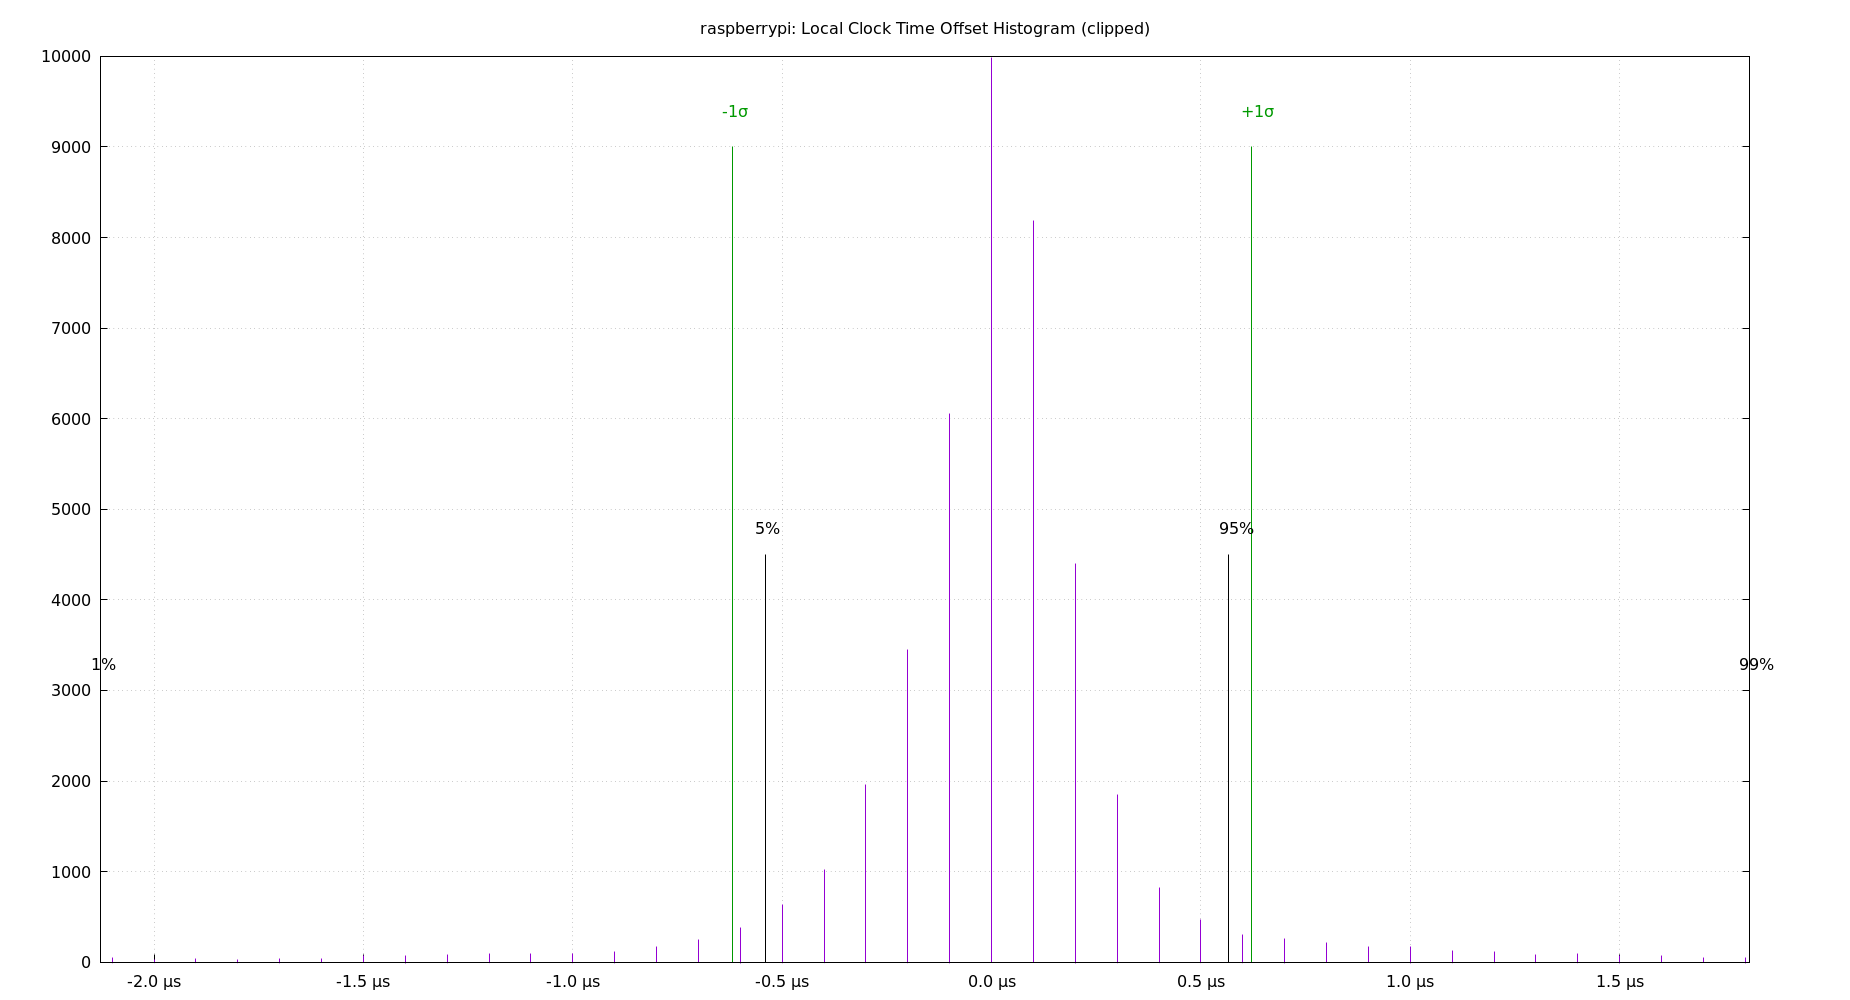 raspberrypi: Local Clock Time Offset Histogram (clipped)
10000
-1σ
+1σ
9000
8000
7000
6000
5000
5%
95%
4000
1%
99%
3000
2000
1000
0
-2.0 µs
-1.5 µs
-1.0 µs
-0.5 µs
0.0 µs
0.5 µs
1.0 µs
1.5 µs